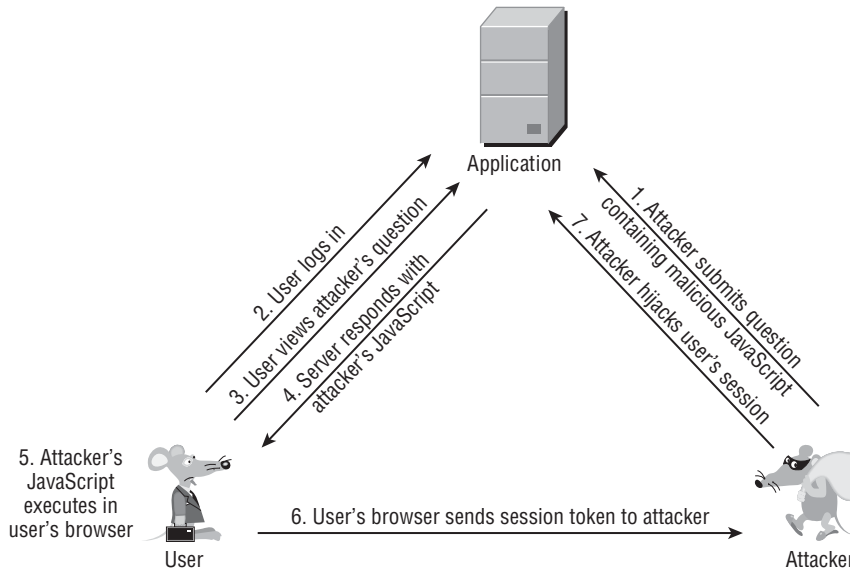 Application
1. Attacker submits question
containing malicious JavaScript
7. Attacker hijacks user's session
2. User logs in
3. User views attacker's question
4. Server responds with
attacker's JavaScript
5. Attacker's
JavaScript
executes in
user's browser
6. User's browser sends session token to attacker
User
Attacker